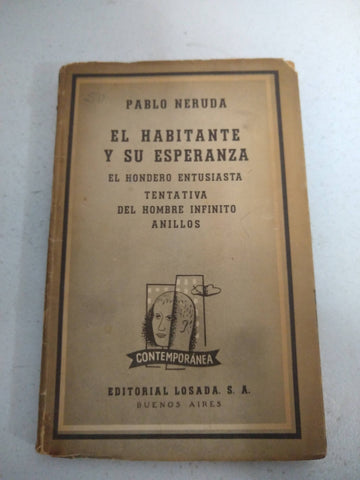 PABLO NERUDA
EL HABITANTE
Y SU ESPERANZA
EL HONDERO ENTUSIASTA
TENTATIVA
DEL HOMBRE INFINITO
ANILLOS
CONTEMPORÁNEA
EDITORIAL LOSADA. S. A.
BUENOS AIRES